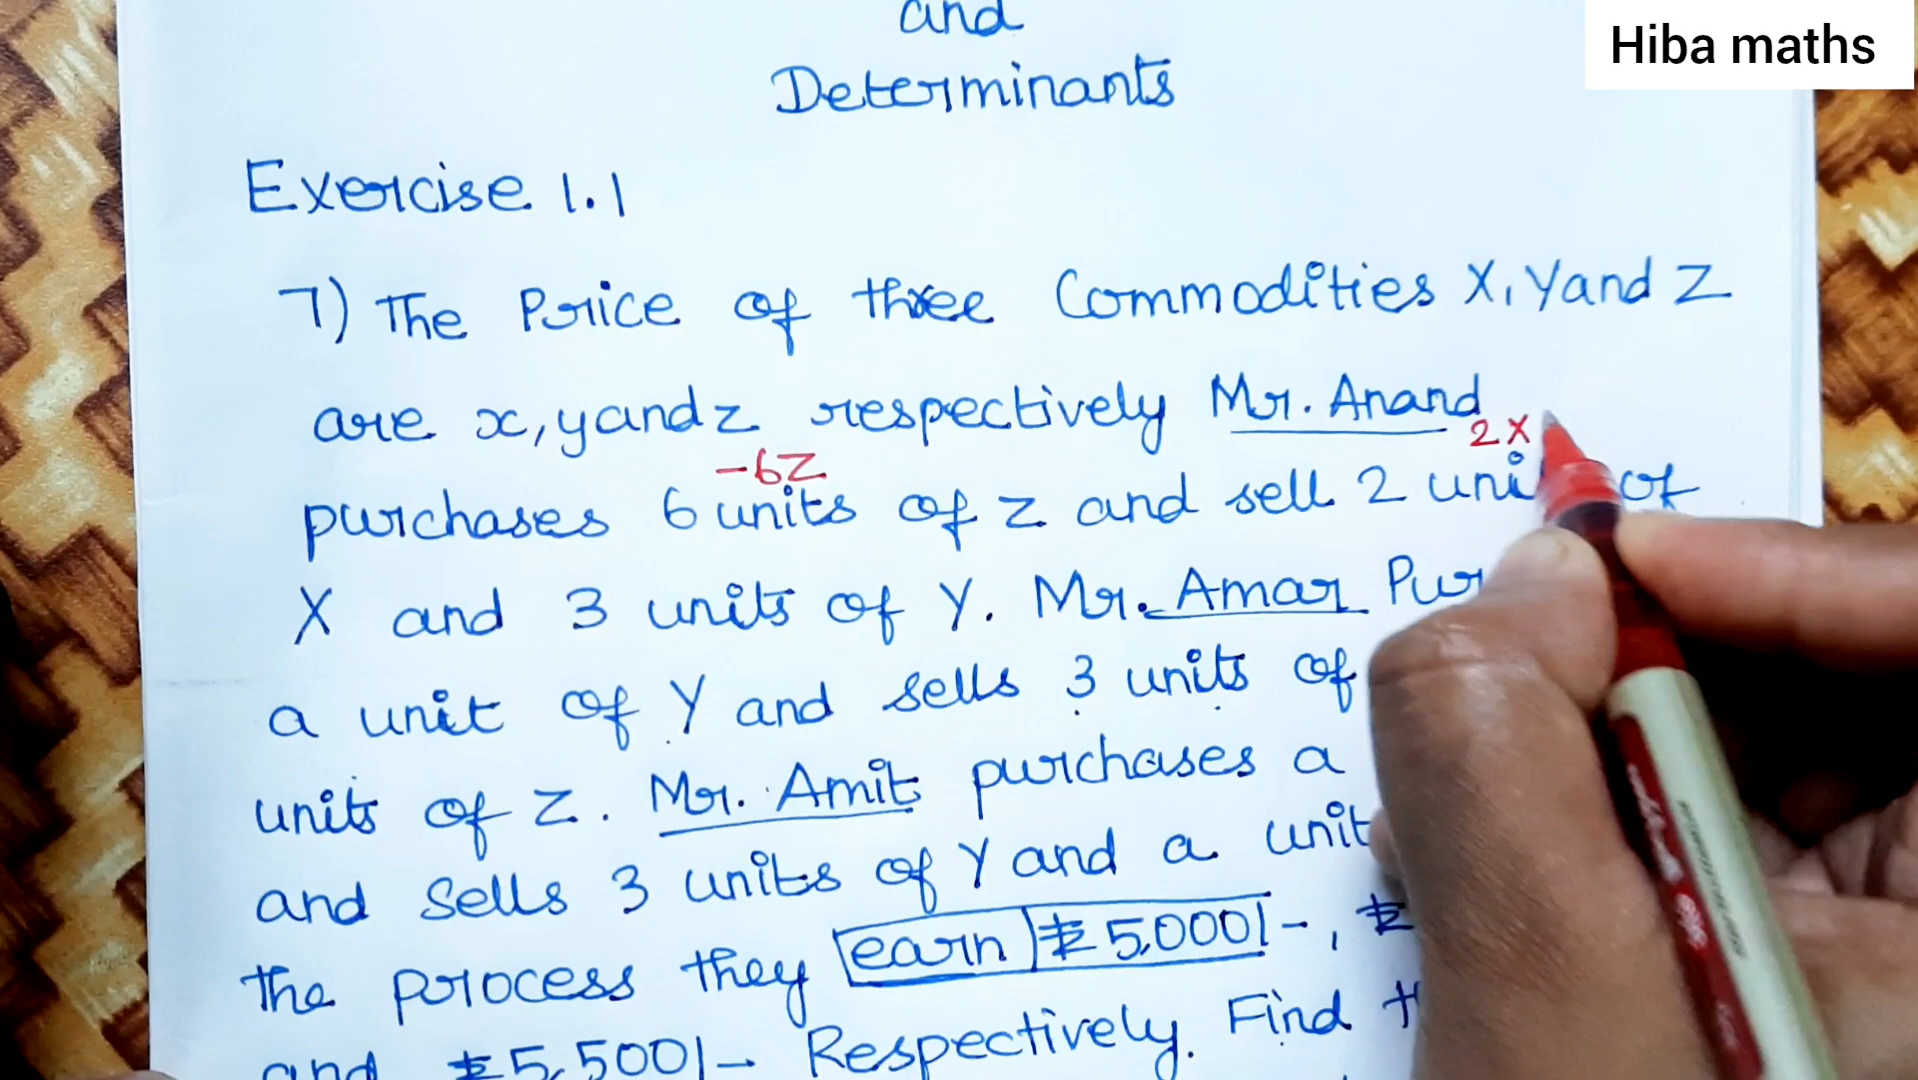 and
Hiba maths
Determinants
Exercise 1.1
7) The Price of three Commodities X, Y and Z
are x, y and z respectively Mr. Anand
-6Z 2X
purchases 6 units of z and sell 2 of
X and 3 units of Y. Mr. Amar
a unit of Y and sells 3 units of
units of Z. Mr. Amit purchases a
and sells 3 units of Y and a unit
the process they earn ₹ 5,000/-, ₹
and ₹5,500/- Respectively. Find